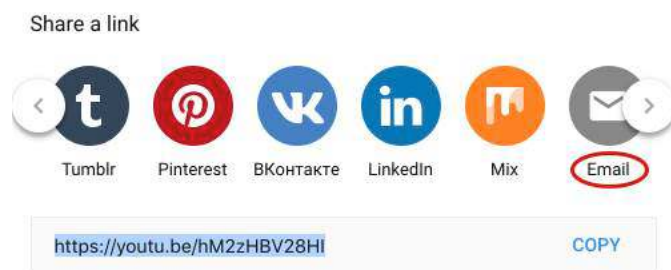 Share a link
Tumblr Pinterest ВКонтакте LinkedIn Mix Email
https://youtu.be/hM2zHBV28HI COPY